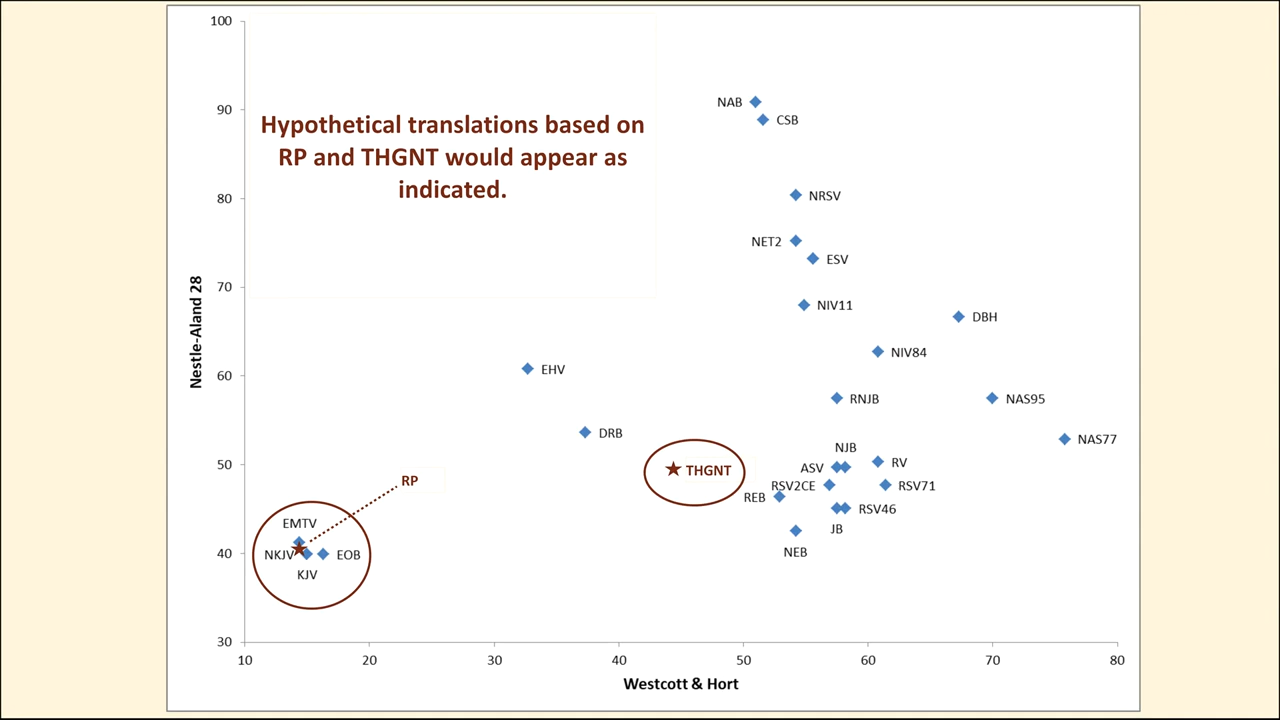 100
Hypothetical translations based on
RP and THGNT would appear as
indicated.
NAB
CSB
90
80
NRSV
NET2
ESV
70
NIV11
DBH
NIV84
Nestle-Aland 28
60
EHV
RNJB
NAS95
DRB
NAS77
NJB
50
THGNT
ASV
RV
RP
RSV2CE
RSV71
REB
RSV46
JB
EMTV
NEB
40
NKJV
EOB
KJV
30
10 20 30 40 50 60 70 80
Westcott & Hort